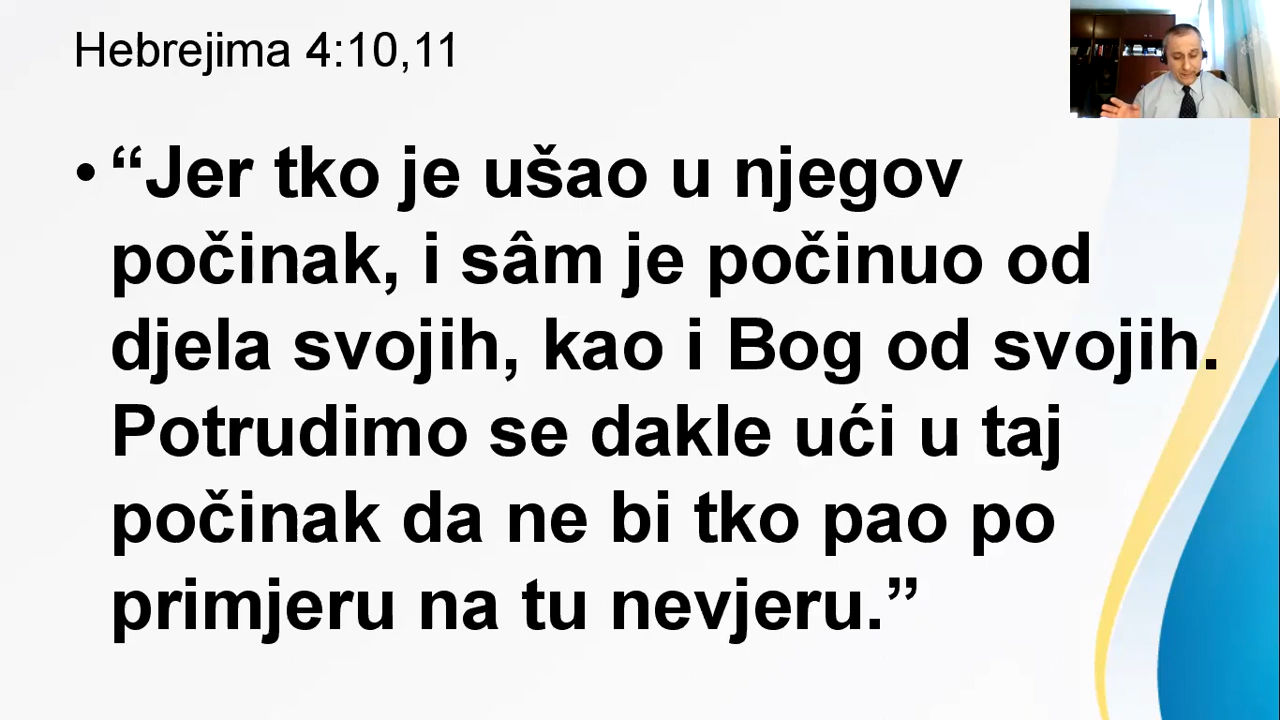 Hebrejima 4:10,11
• “Jer tko je ušao u njegov
počinak, i sâm je počinuo od
djela svojih, kao i Bog od svojih.
Potrudimo se dakle ući u taj
počinak da ne bi tko pao po
primjeru na tu nevjeru.”